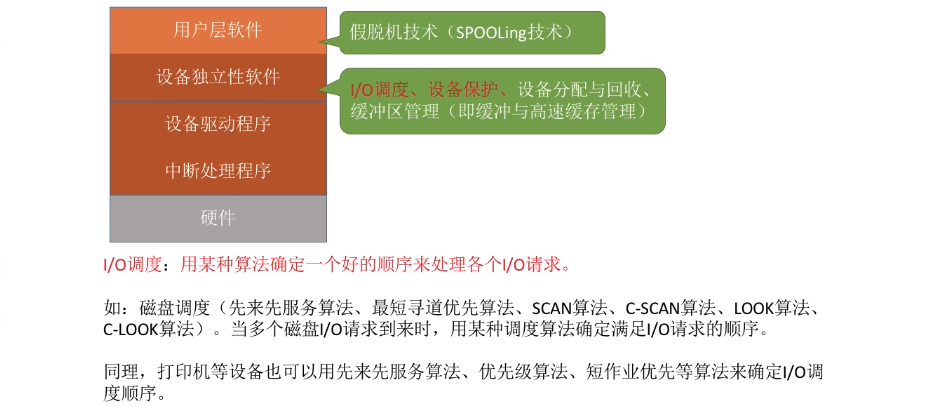 用户层软件
假脱机技术（SPOOLing技术）
设备独立性软件
I/O调度、设备保护、设备分配与回收、
缓冲区管理（即缓冲与高速缓存管理）
设备驱动程序
中断处理程序
硬件
I/O调度：用某种算法确定一个好的顺序来处理各个I/O请求。
如：磁盘调度（先来先服务算法、最短寻道优先算法、SCAN算法、C-SCAN算法、LOOK算法、
C-LOOK算法）。当多个磁盘I/O请求到来时，用某种调度算法确定满足I/O请求的顺序。
同理，打印机等设备也可以用先来先服务算法、优先级算法、短作业优先等算法来确定I/O调
度顺序。